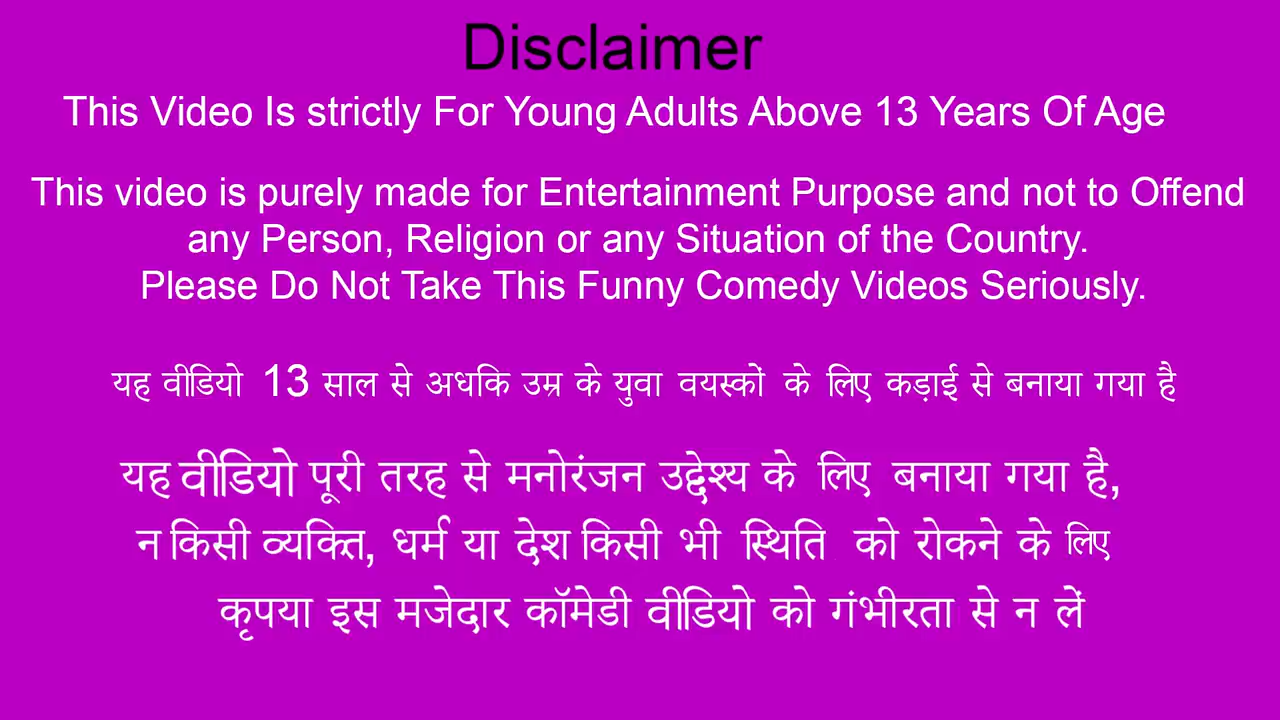 Disclaimer
This Video Is strictly For Young Adults Above 13 Years Of Age
This video is purely made for Entertainment Purpose and not to Offend
any Person, Religion or any Situation of the Country.
Please Do Not Take This Funny Comedy Videos Seriously.
यह वीडियो 13 साल से अधकि उम्र के युवा वयस्कों के लिए कड़ाई से बनाया गया है
यह वीडियो पूरी तरह से मनोरंजन उद्देश्य के लिए बनाया गया है,
न किसी व्यक्ति, धर्म या देश किसी भी स्थिति को रोकने के लिए
कृपया इस मजेदार कॉमेडी वीडियो को गंभीरता से न लें